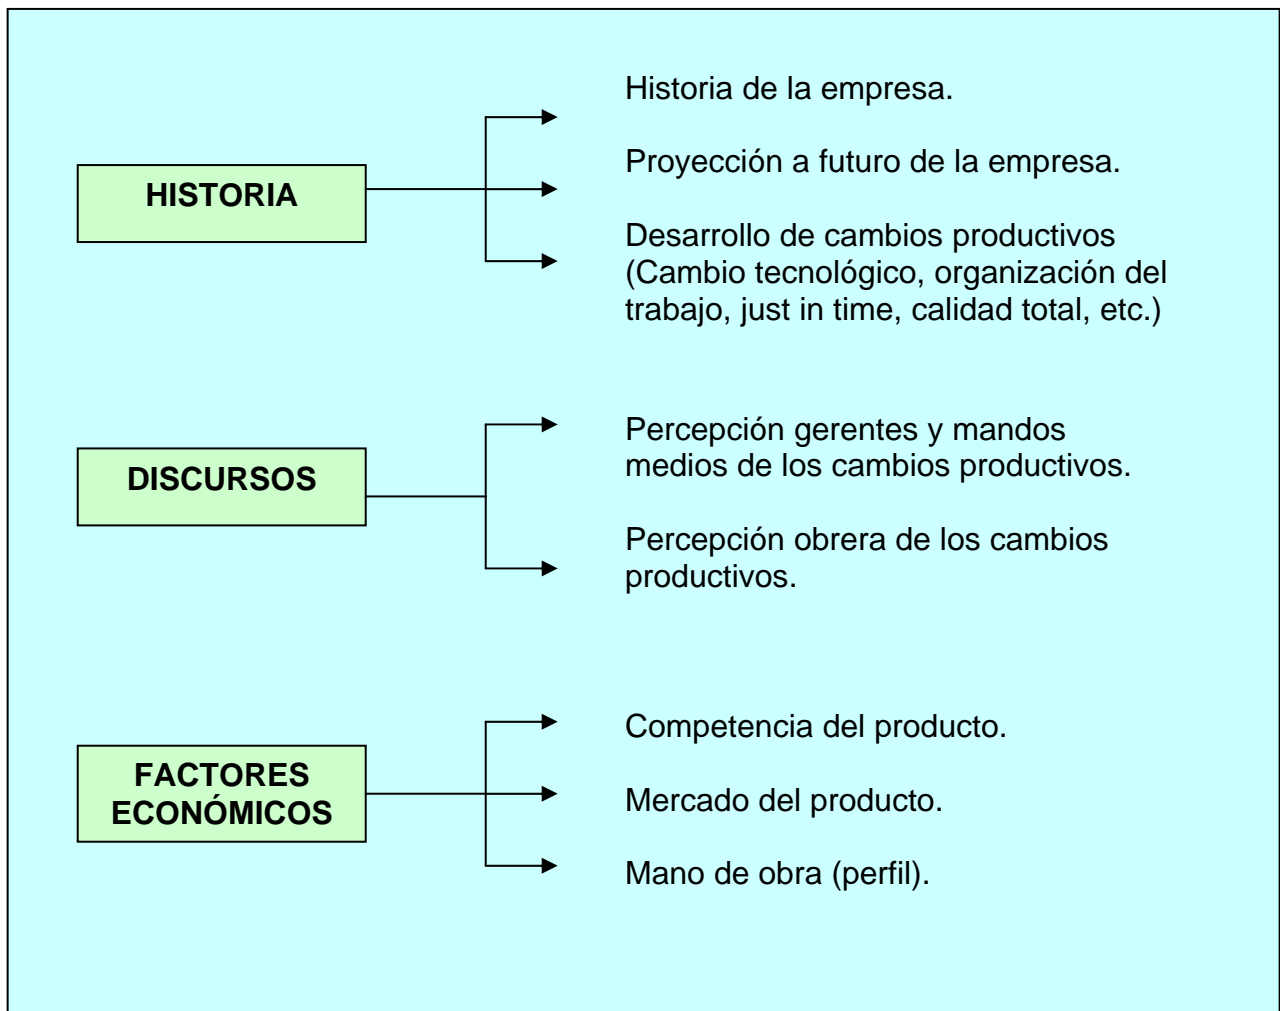 HISTORIA
Historia de la empresa.
Proyección a futuro de la empresa.
Desarrollo de cambios productivos
(Cambio tecnológico, organización del
trabajo, just in time, calidad total, etc.)
DISCURSOS
Percepción gerentes y mandos
medios de los cambios productivos.
Percepción obrera de los cambios
productivos.
FACTORES
ECONÓMICOS
Competencia del producto.
Mercado del producto.
Mano de obra (perfil).